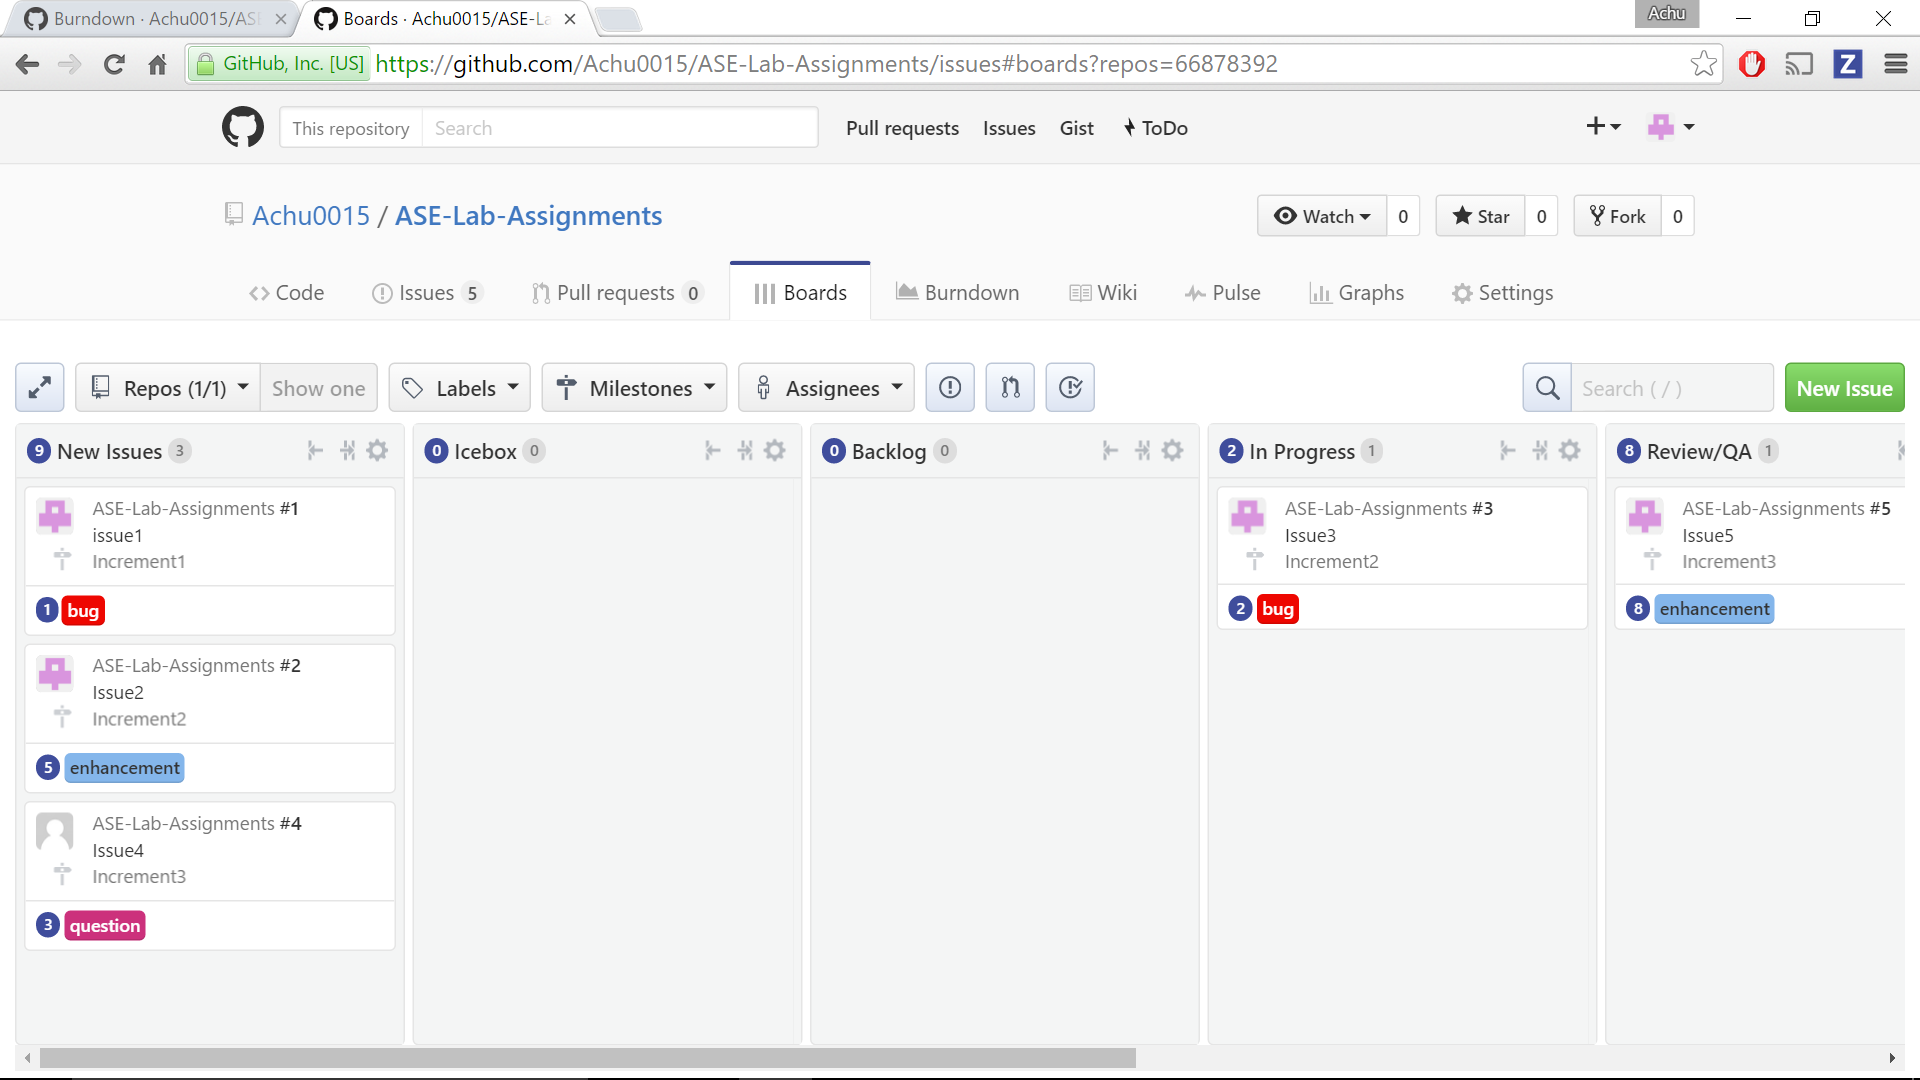 Burndown · Achu0015/ASE
Boards · Achu0015/ASE-La
Achu
GitHub, Inc. [US] https://github.com/Achu0015/ASE-Lab-Assignments/issues#boards?repos=66878392
Z
This repository Search Pull requests Issues Gist ToDo
Achu0015 / ASE-Lab-Assignments
Watch 0 Star 0 Fork 0
Code Issues 5 Pull requests 0 Boards Burndown Wiki Pulse Graphs Settings
Repos (1/1) Show one Labels Milestones Assignees Search ( / ) New Issue
9 New Issues 3
ASE-Lab-Assignments #1
issue1
Increment1
1 bug
ASE-Lab-Assignments #2
Issue2
Increment2
5 enhancement
ASE-Lab-Assignments #4
Issue4
Increment3
3 question
0 Icebox 0
0 Backlog 0
2 In Progress 1
ASE-Lab-Assignments #3
Issue3
Increment2
2 bug
8 Review/QA 1
ASE-Lab-Assignments #5
Issue5
Increment3
8 enhancement